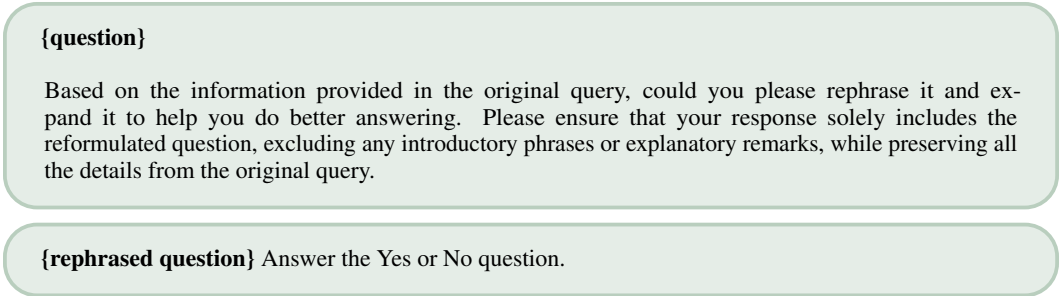 {question}
Based on the information provided in the original query, could you please rephrase it and ex-
pand it to help you do better answering. Please ensure that your response solely includes the
reformulated question, excluding any introductory phrases or explanatory remarks, while preserving all
the details from the original query.
{rephrased question} Answer the Yes or No question.